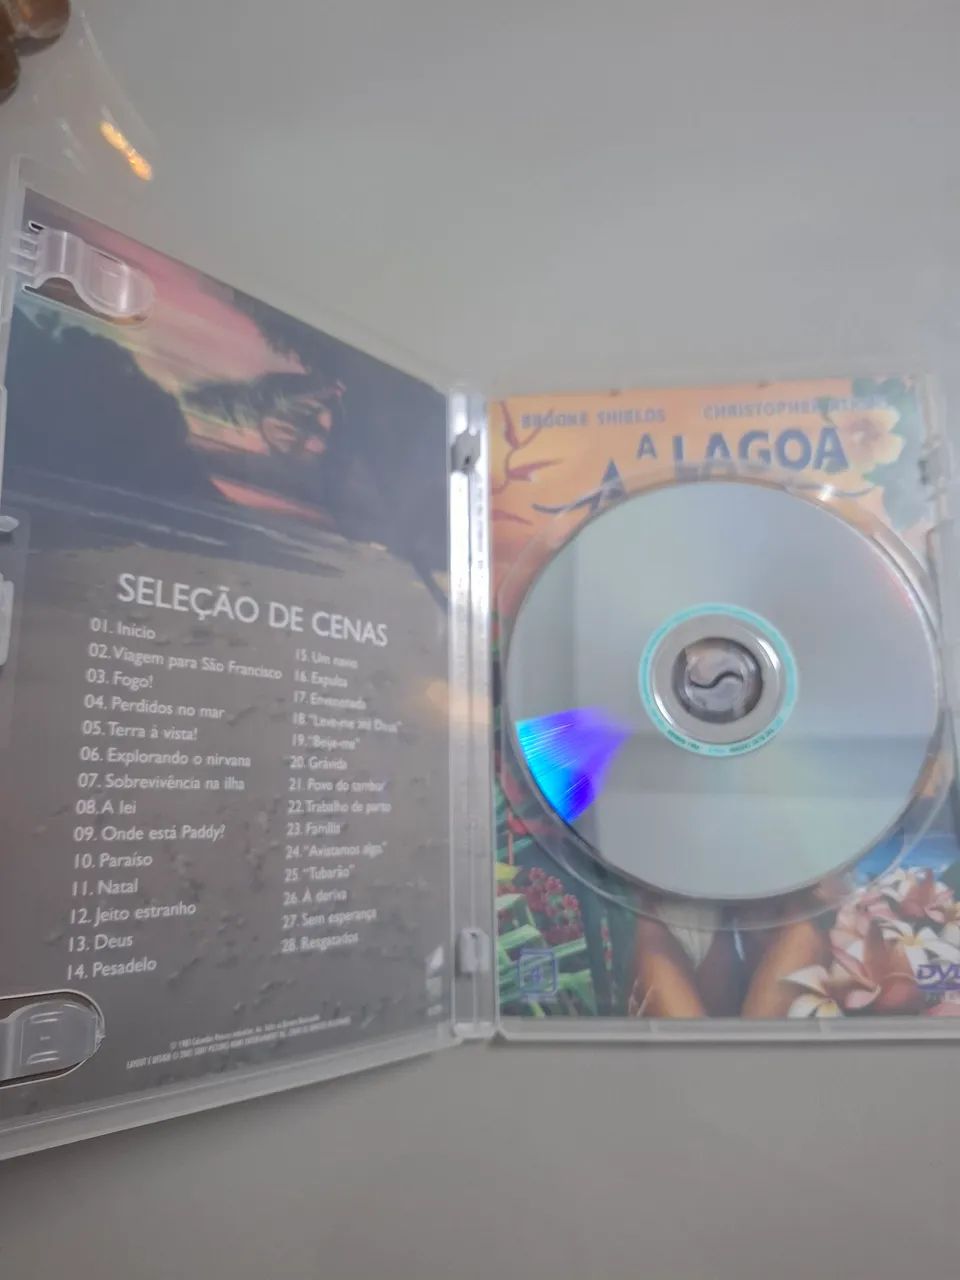 SELEÇÃO DE CENAS
01. Início
02. Viagem para São Francisco
03. Fogo!
04. Perdidos no mar
05. Terra à vista!
06. Explorando o nirvana
07. Sobrevivência na ilha
08. A lei
09. Onde está Paddy?
10. Paraíso
11. Natal
12. Jeito estranho
13. Deus
14. Pesadelo
15. Um navio
16. Expulsa
17. Envenenada
18. "Leve-me até Deus"
19. "Beije-me"
20. Grávida
21. Povo do tambor
22. Trabalho de parto
23. Família
24. "Avistamos algo"
25. "Tubarão"
26. À deriva
27. Sem esperança
28. Resgatados
BROOKE SHIELDS CHRISTOPHER
A LAGOA
4
DVD